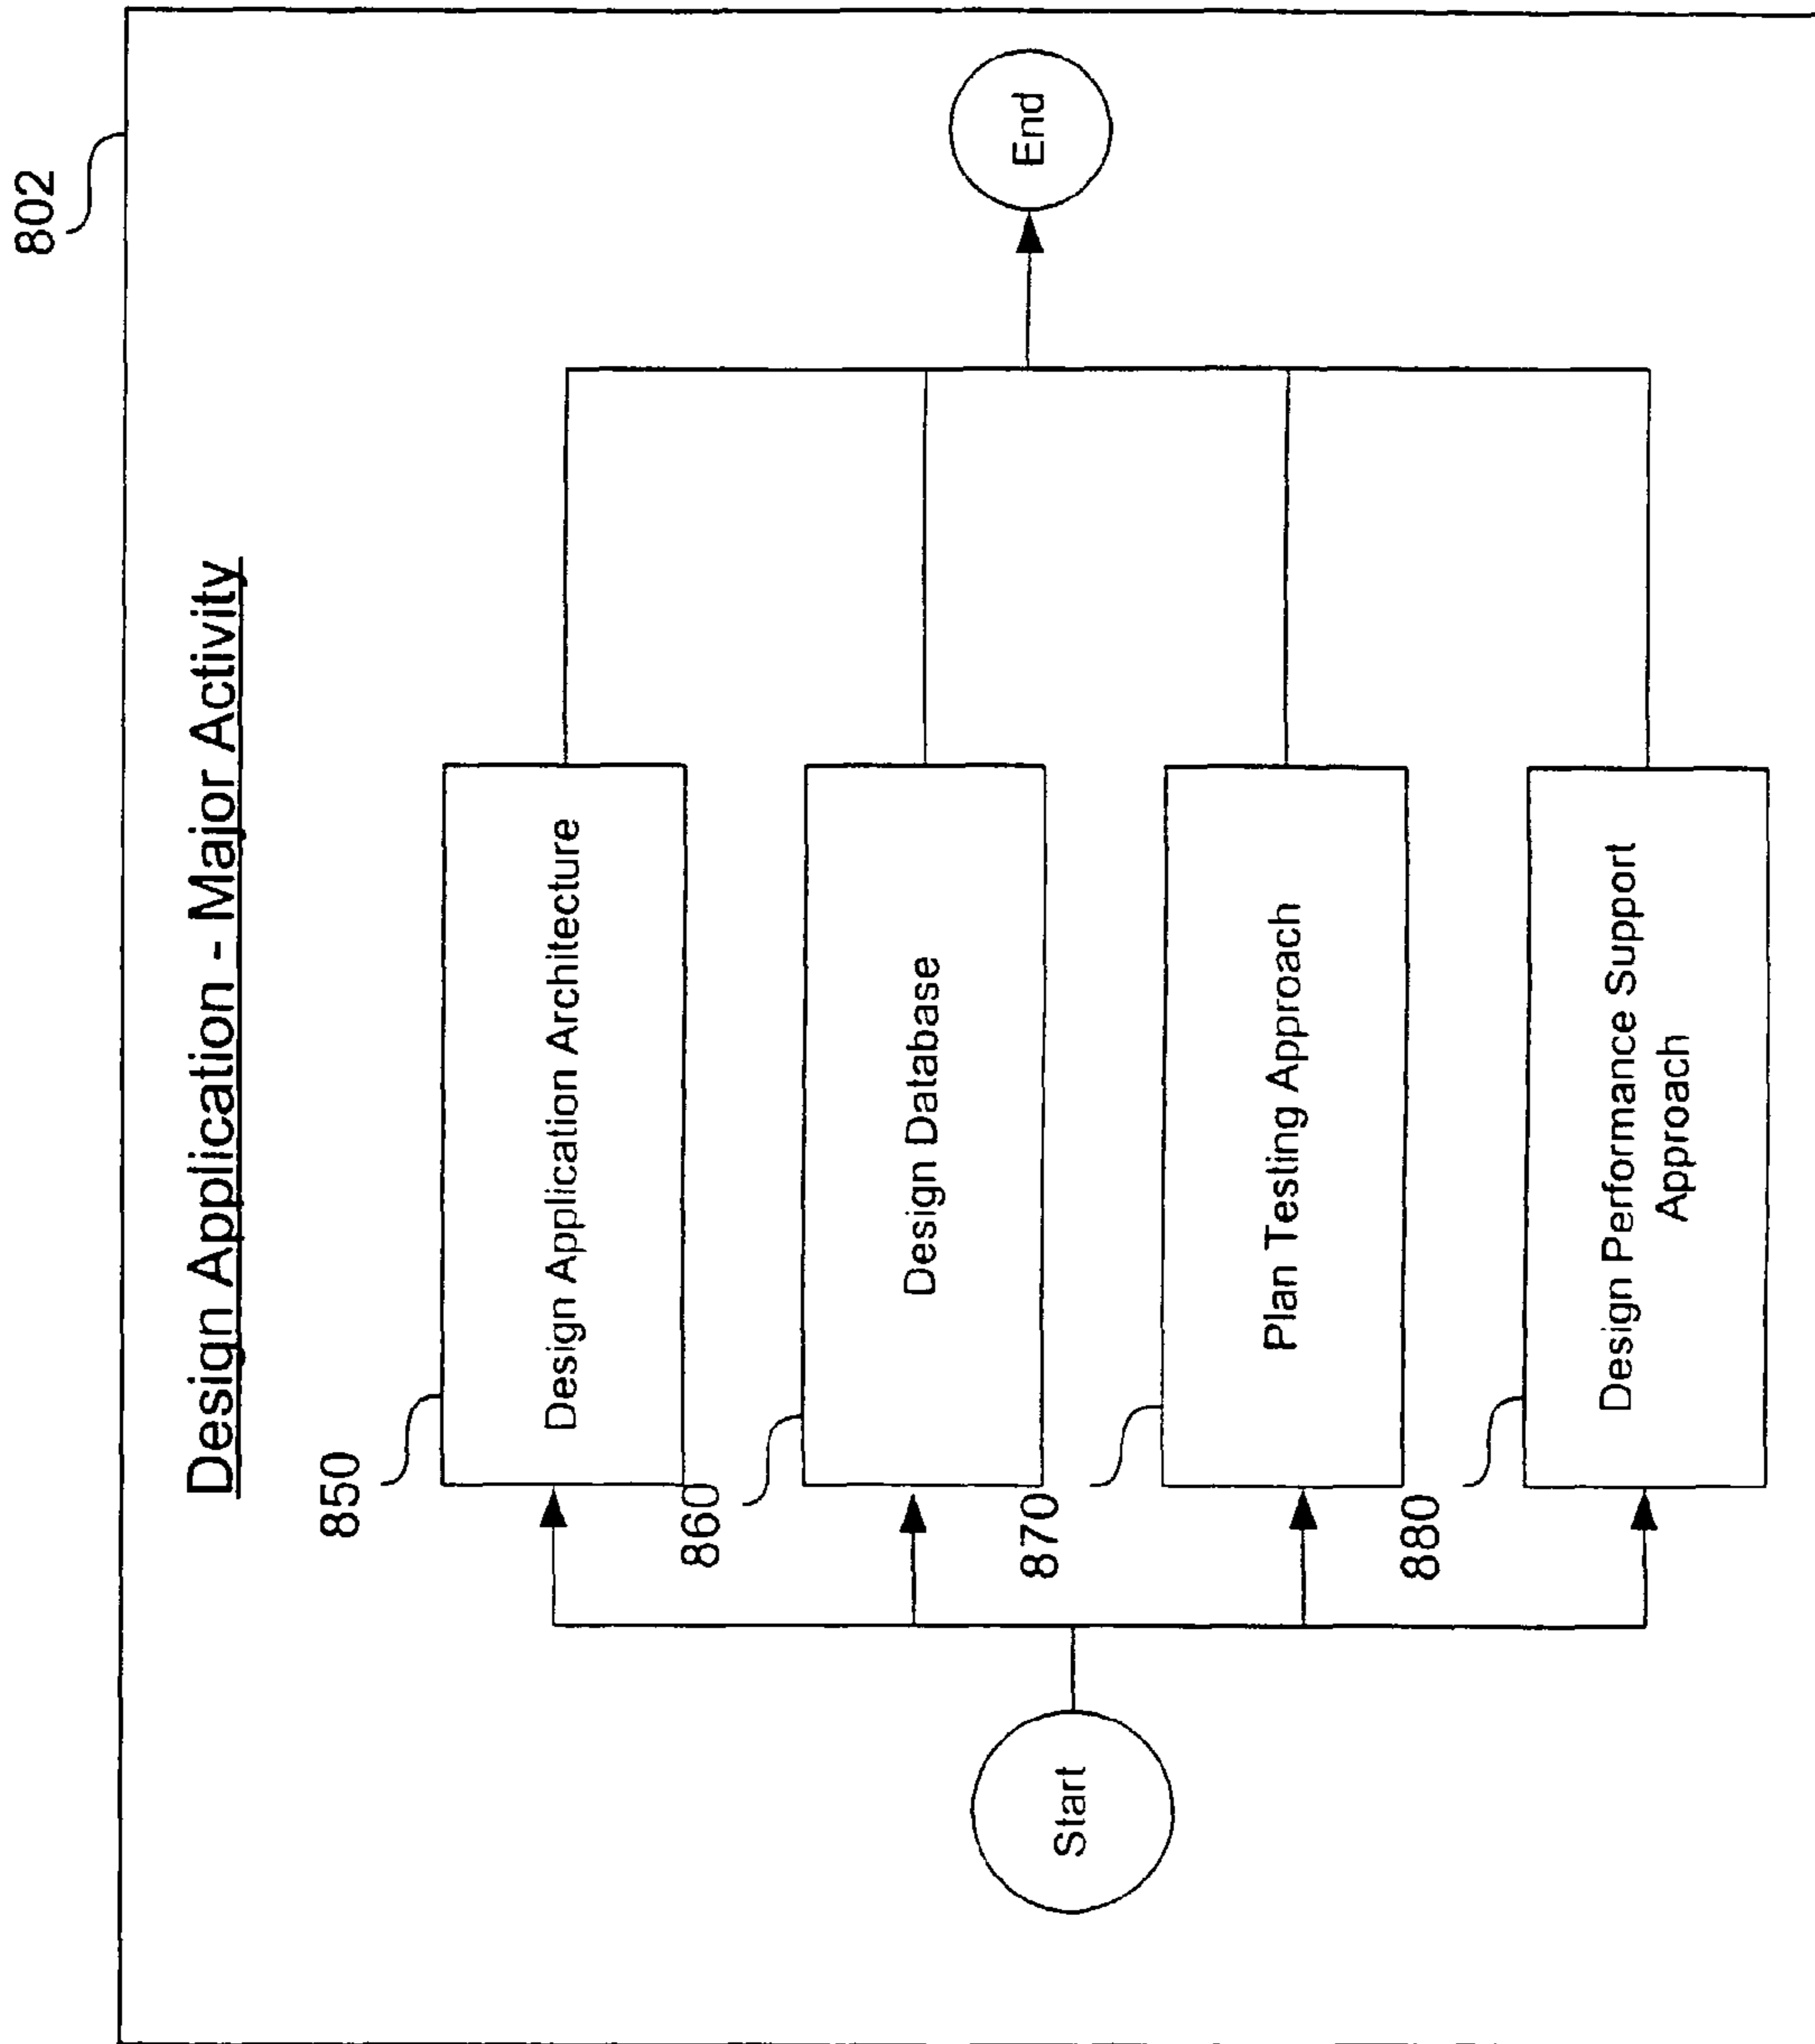 802
Design Application - Major Activity
850
Design Application Architecture
860
Design Database
870
Plan Testing Approach
880
Design Performance Support
Approach
Start
End